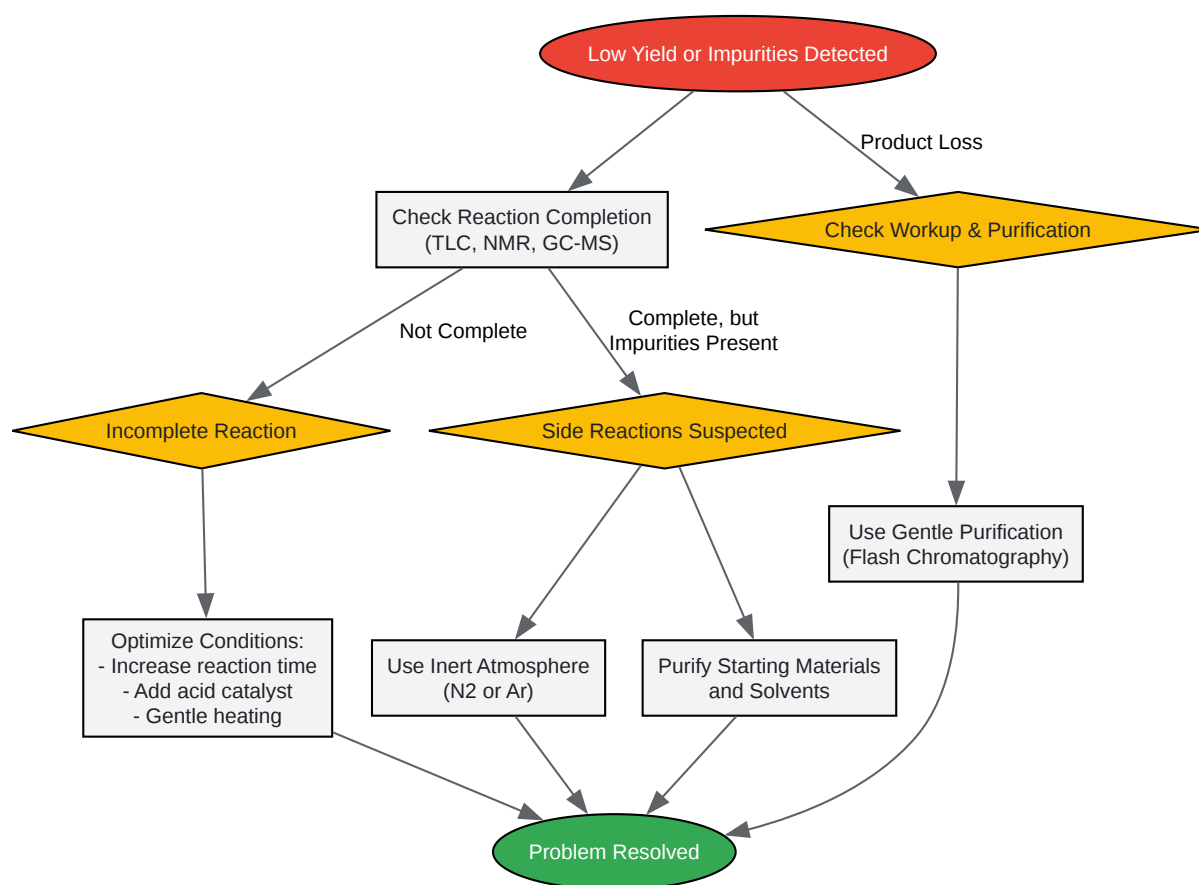 Low Yield or Impurities Detected
Product Loss
Check Reaction Completion
(TLC, NMR, GC-MS)
Check Workup & Purification
Not Complete
Complete, but
Impurities Present
Incomplete Reaction
Side Reactions Suspected
Use Gentle Purification
(Flash Chromatography)
Optimize Conditions:
- Increase reaction time
- Add acid catalyst
- Gentle heating
Use Inert Atmosphere
(N2 or Ar)
Purify Starting Materials
and Solvents
Problem Resolved